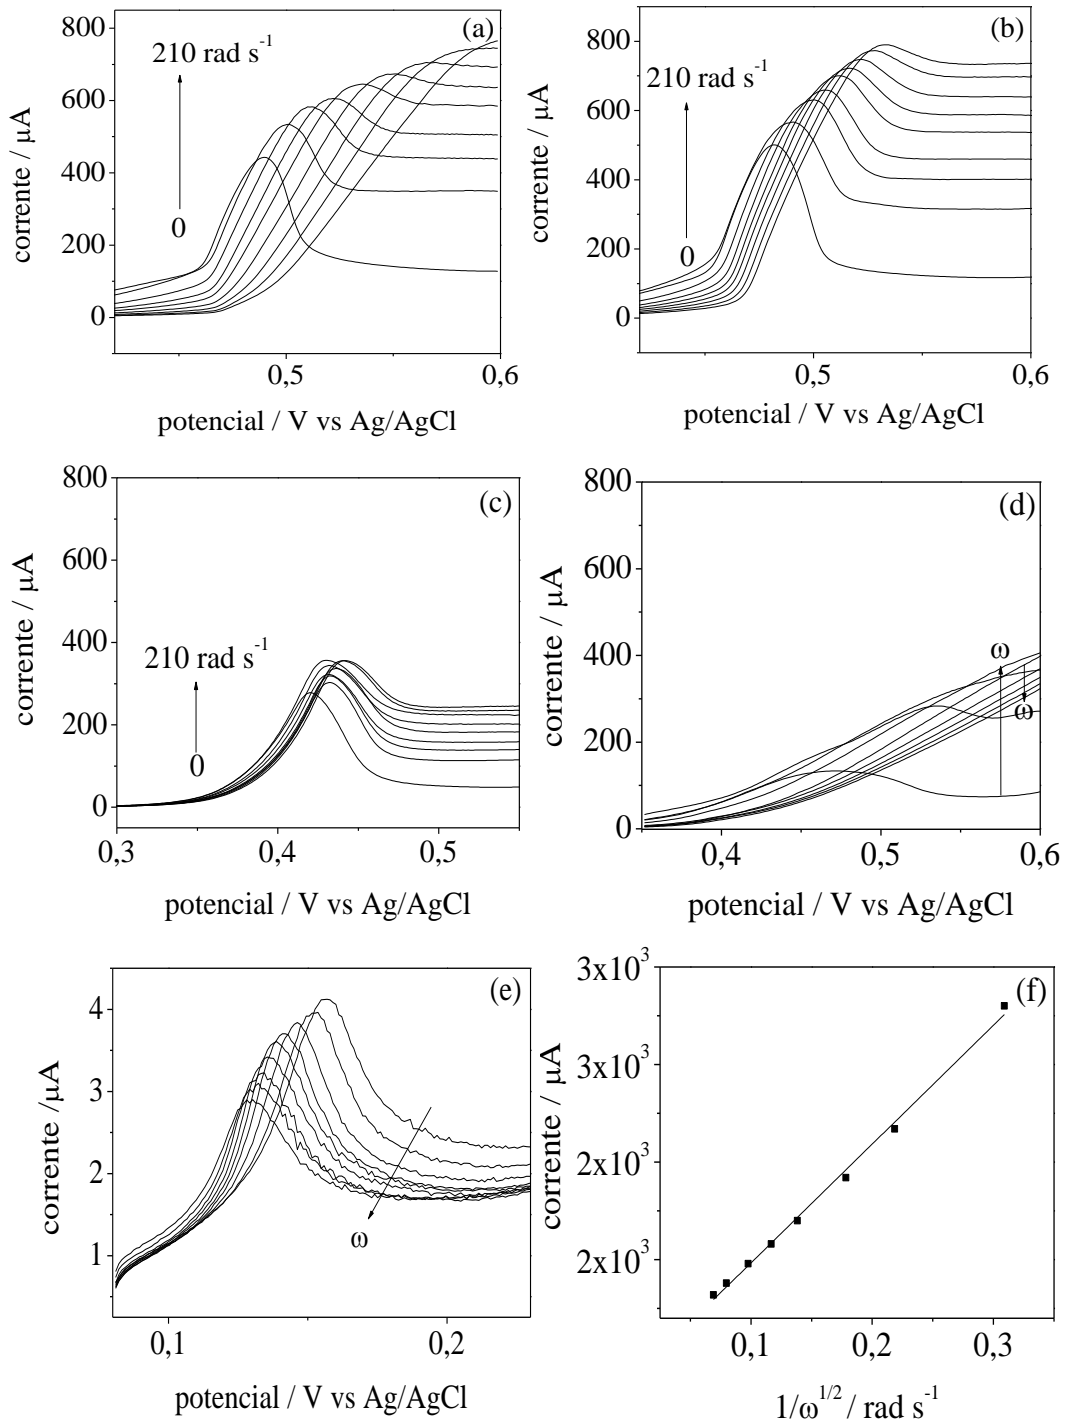 (a)
800
600
400
200
0
210 rad s⁻¹
0
0,5
0,6
corrente / μA
potencial / V vs Ag/AgCl
(b)
800
600
400
200
0
210 rad s⁻¹
0
0,5
0,6
corrente / μA
potencial / V vs Ag/AgCl
(c)
800
600
400
200
0
210 rad s⁻¹
0
0,3
0,4
0,5
corrente / μA
potencial / V vs Ag/AgCl
(d)
800
600
400
200
0
ω
ω
0,4
0,5
0,6
corrente / μA
potencial / V vs Ag/AgCl
(e)
4
3
2
1
ω
0,1
0,2
corrente /μA
potencial / V vs Ag/AgCl
(f)
3x10³
3x10³
2x10³
2x10³
0,1
0,2
0,3
corrente / μA
1/ω^1/2 / rad s⁻¹